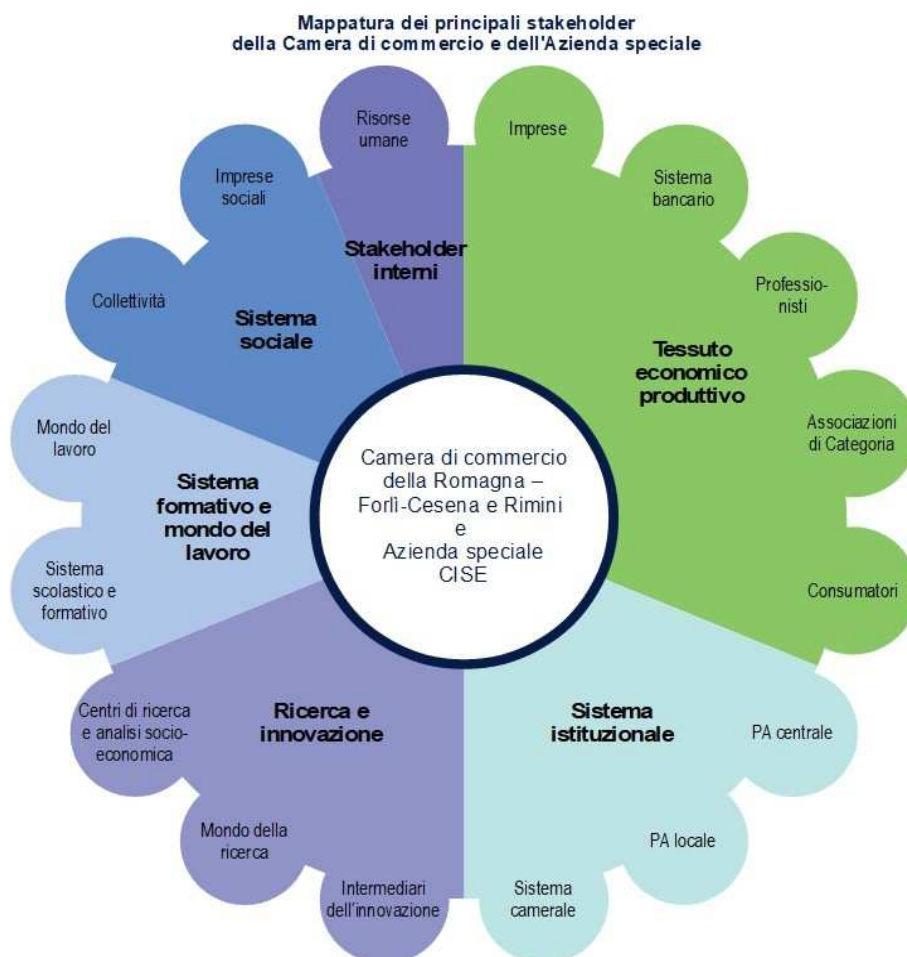 Mappatura dei principali stakeholder
della Camera di commercio e dell'Azienda speciale
Risorse
umane
Imprese
Imprese
sociali
Sistema
bancario
Stakeholder
interni
Collettività
Professio-
nisti
Sistema
sociale
Tessuto
economico
produttivo
Mondo del
lavoro
Associazioni
di Categoria
Sistema
formativo e
mondo del
lavoro
Camera di commercio
della Romagna –
Forlì-Cesena e Rimini
e
Azienda speciale
CISE
Sistema
scolastico e
formativo
Consumatori
Centri di ricerca
e analisi socio-
economica
Ricerca e
innovazione
Sistema
istituzionale
PA centrale
Mondo della
ricerca
PA locale
Intermediari
dell'innovazione
Sistema
camerale